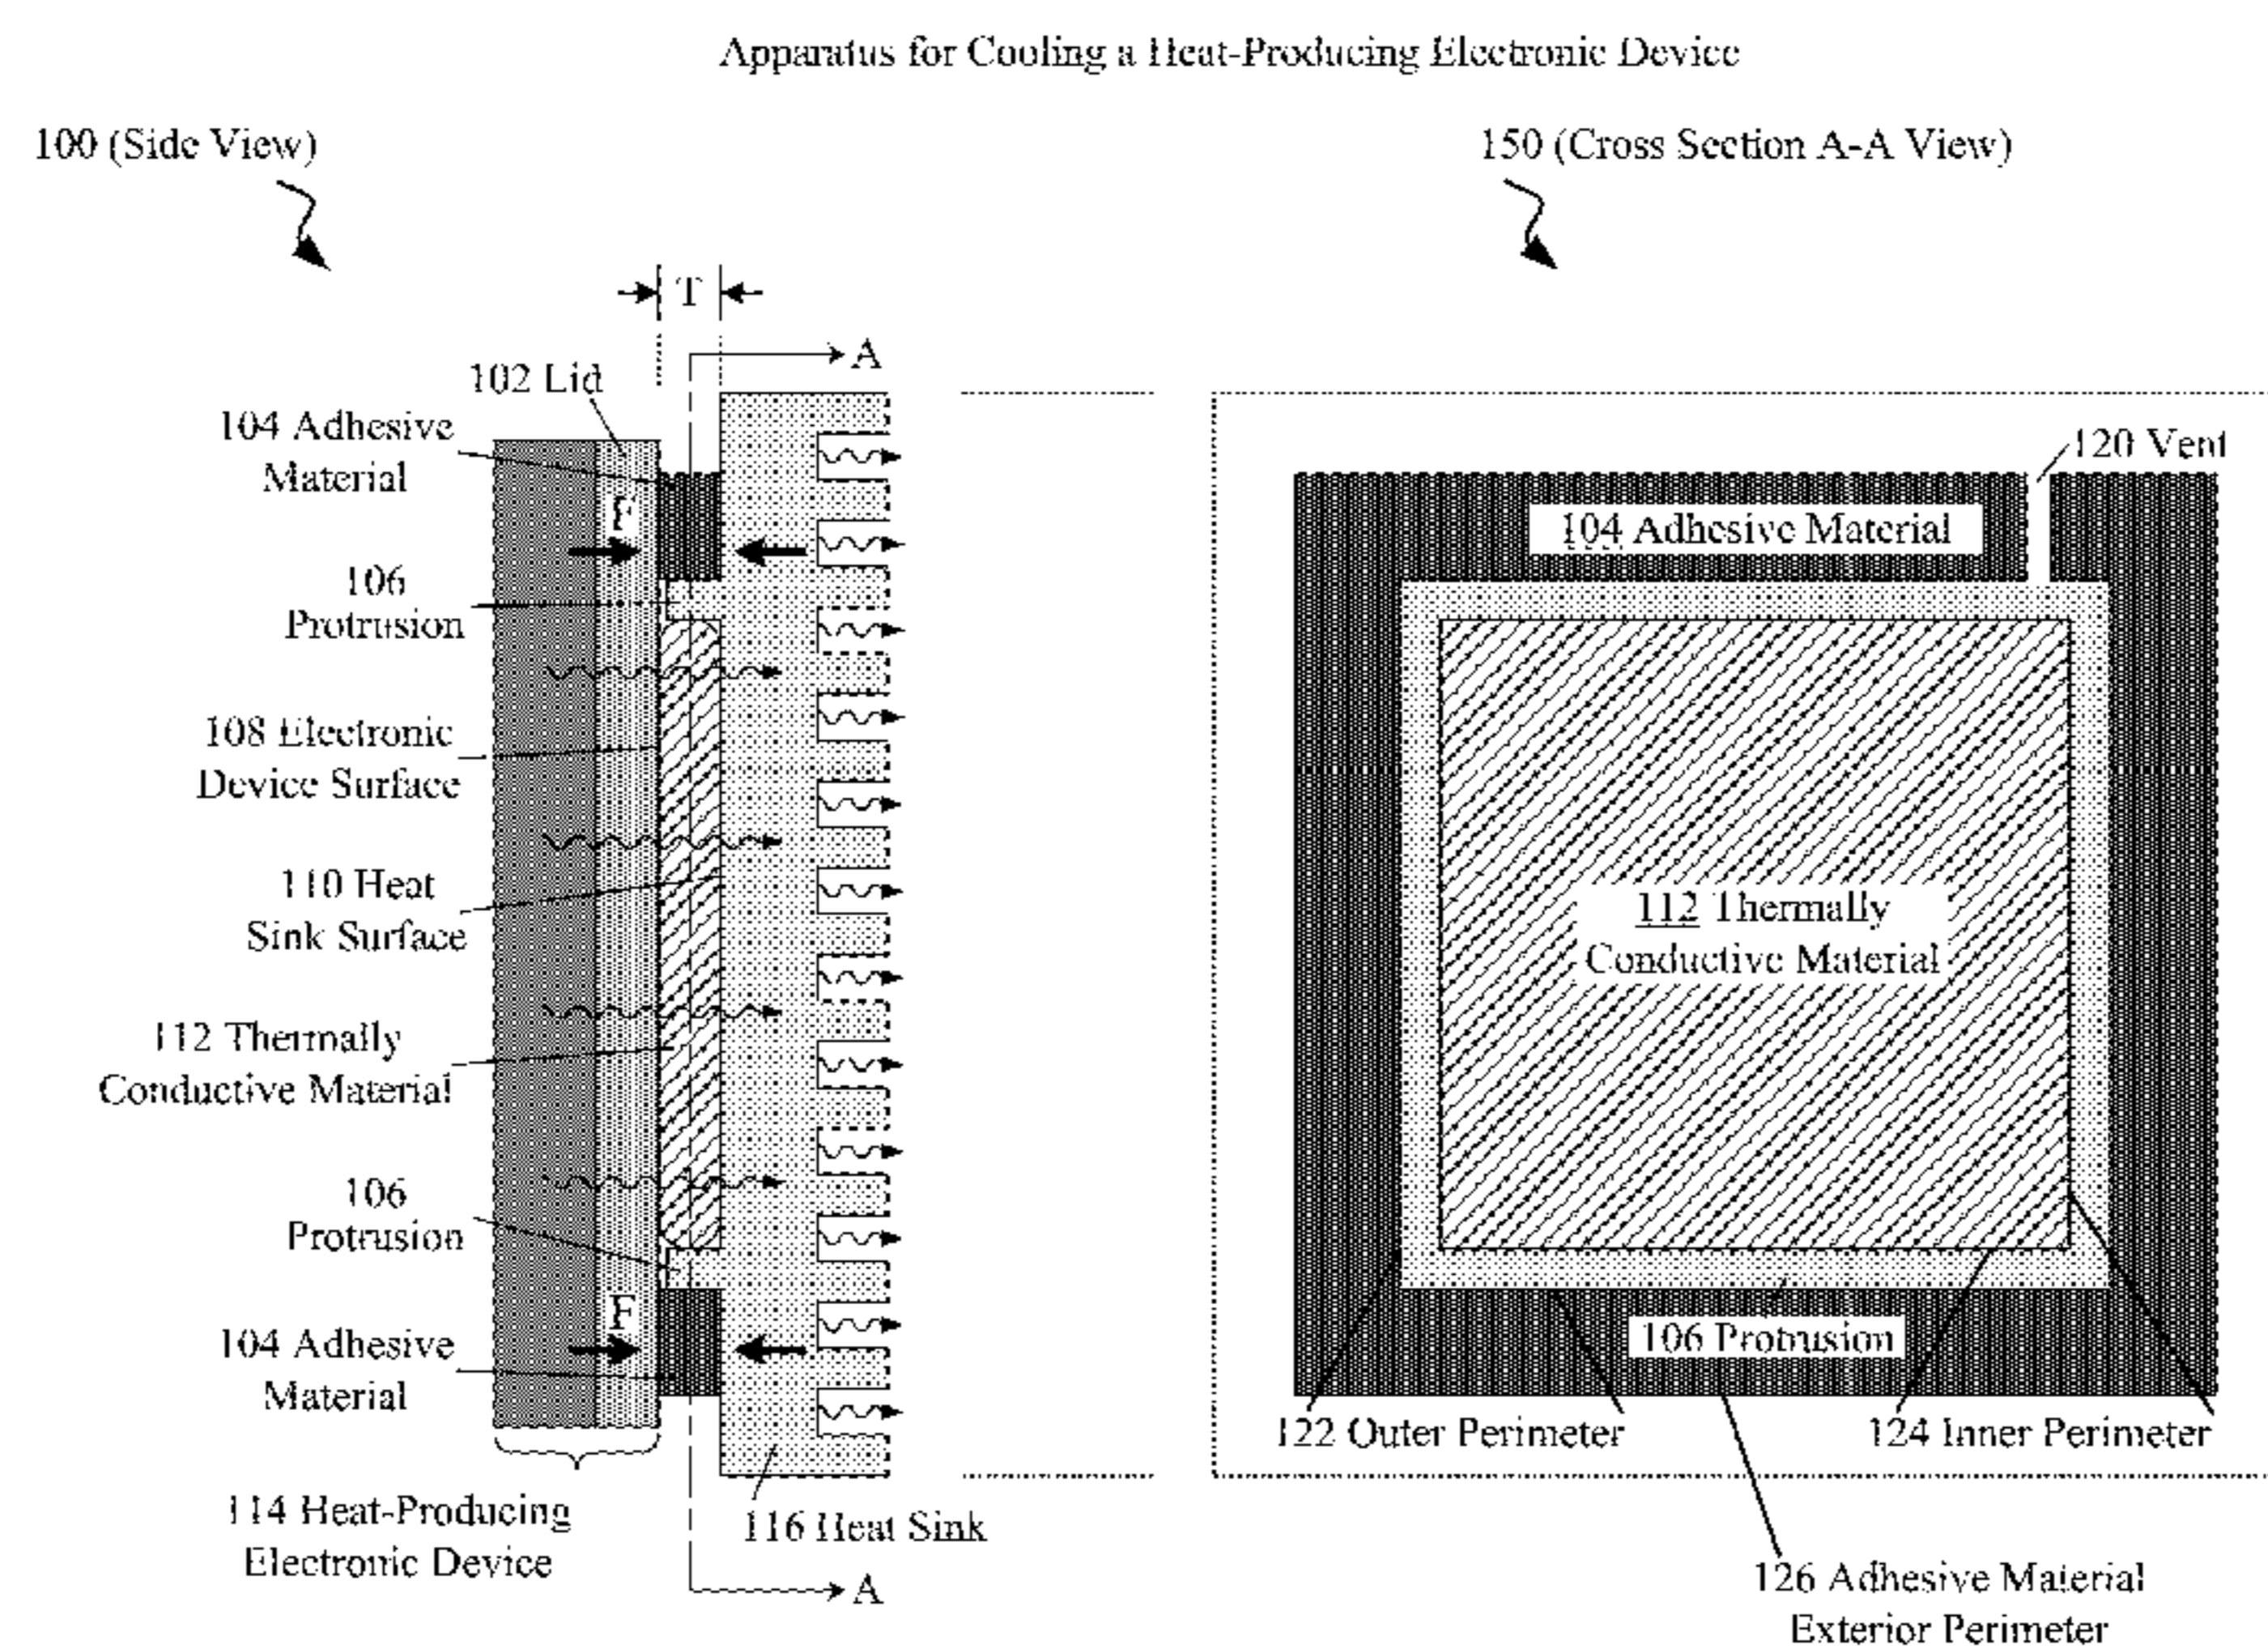 Apparatus for Cooling a Heat-Producing Electronic Device
100 (Side View)
150 (Cross Section A-A View)
T
A
102 Lid
104 Adhesive
Material
F
106
Protrusion
108 Electronic
Device Surface
110 Heat
Sink Surface
112 Thermally
Conductive Material
106
Protrusion
F
104 Adhesive
Material
114 Heat-Producing
Electronic Device
116 Heat Sink
A
120 Vent
104 Adhesive Material
112 Thermally
Conductive Material
106 Protrusion
122 Outer Perimeter
124 Inner Perimeter
126 Adhesive Material
Exterior Perimeter